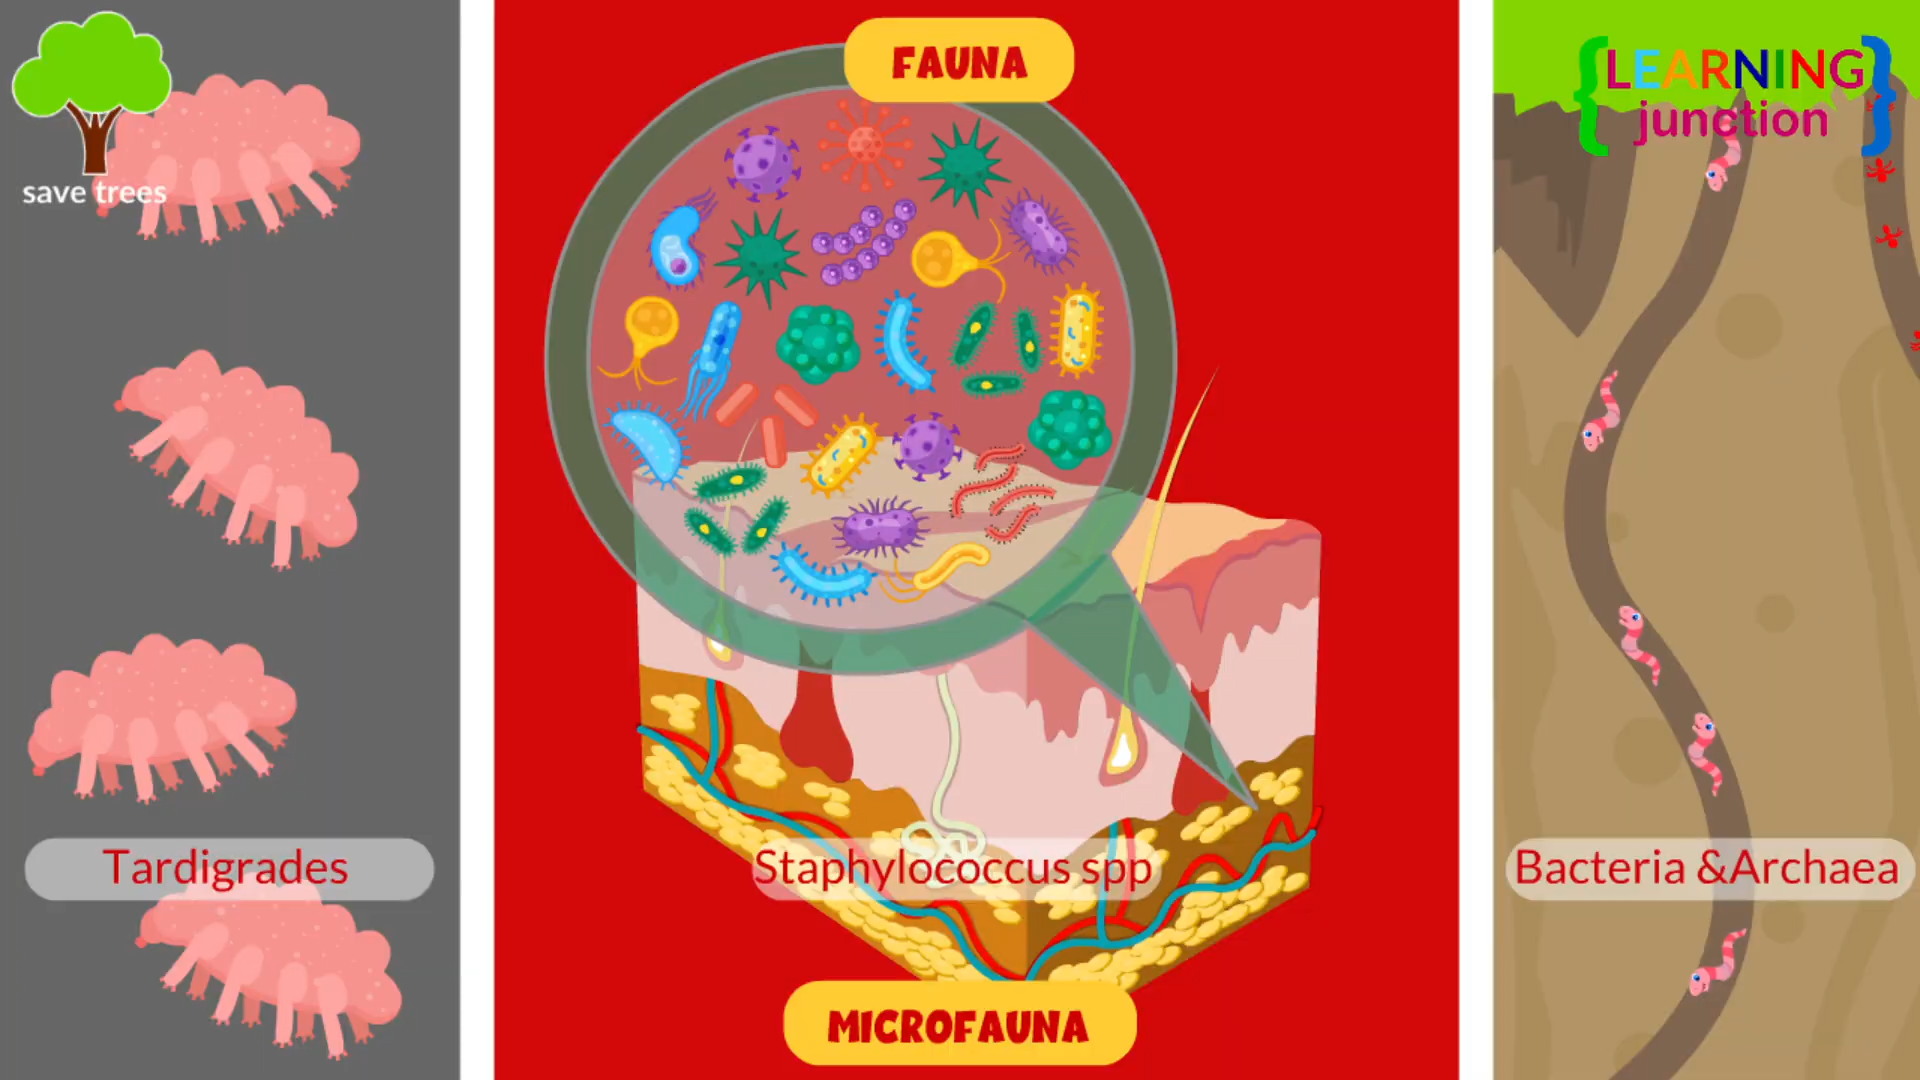 FAUNA
LEARNING
junction
save trees
Tardigrades
Staphylococcus spp
Bacteria &Archaea
MICROFAUNA